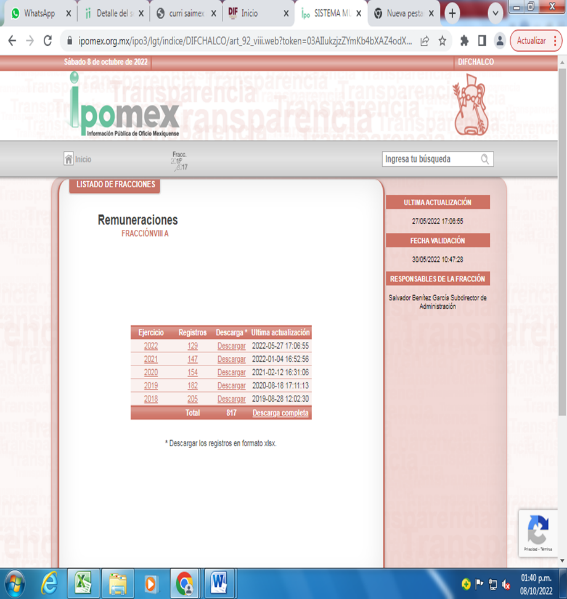 WhatsApp
Detalle del s
curri saimex
DIF Inicio
ipo SISTEMA MI
Nueva pesta
ipomex.org.mx/ipo3/lgt/indice/DIFCHALCO/art_92_viii.web?token=03AIIukzjzZYmKb4bXAZ4odX...
Actualizar
Sábado 8 de octubre de 2022
DIFCHALCO
ipomex
Información Pública de Oficio Mexiquense
Transparencia
Inicio
Fracc.
Ingresa tu búsqueda
LISTADO DE FRACCIONES
Remuneraciones
FRACCIÓNVIII A
ULTIMA ACTUALIZACIÓN
27/05/2022 17:06:55
FECHA VALIDACIÓN
30/05/2022 10:47:28
RESPONSABLES DE LA FRACCIÓN
Salvador Benítez García Subdirector de
Administración
Ejercicio Registros Descarga * Ultima actualización
2022 129 Descargar 2022-05-27 17:06:55
2021 147 Descargar 2022-01-04 16:52:56
2020 154 Descargar 2021-02-12 16:31:06
2019 182 Descargar 2020-08-18 17:11:13
2018 205 Descargar 2019-08-28 12:02:30
Total 817 Descarga completa
* Descargar los registros en formato xlsx.
Privacidad - Términos
01:40 p.m.
08/10/2022